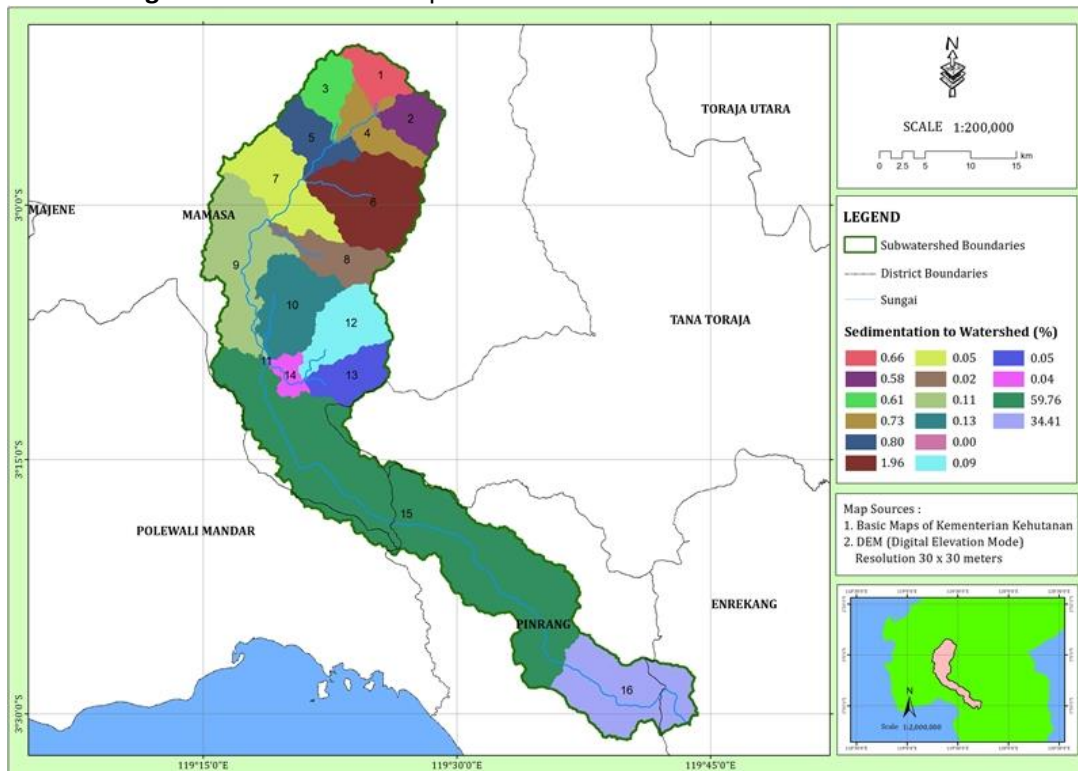 N
SCALE 1:200,000
0 2.5 5 10 15 km
LEGEND
Subwatershed Boundaries
District Boundaries
Sungai
Sedimentation to Watershed (%)
0.66 0.05 0.05
0.58 0.02 0.04
0.61 0.11 59.76
0.73 0.13 34.41
0.80 0.00
1.96 0.09
Map Sources :
1. Basic Maps of Kementerian Kehutanan
2. DEM (Digital Elevation Mode)
Resolution 30 x 30 meters
N
Scale 1:2,000,000
TORAJA UTARA
MAJENE
MAMASA
TANA TORAJA
POLEWALI MANDAR
ENREKANG
PINRANG
1
2
3
4
5
6
7
8
9
10
11
12
13
14
15
16
3°0'0"S
3°15'0"S
3°30'0"S
119°15'0"E
119°30'0"E
119°45'0"E